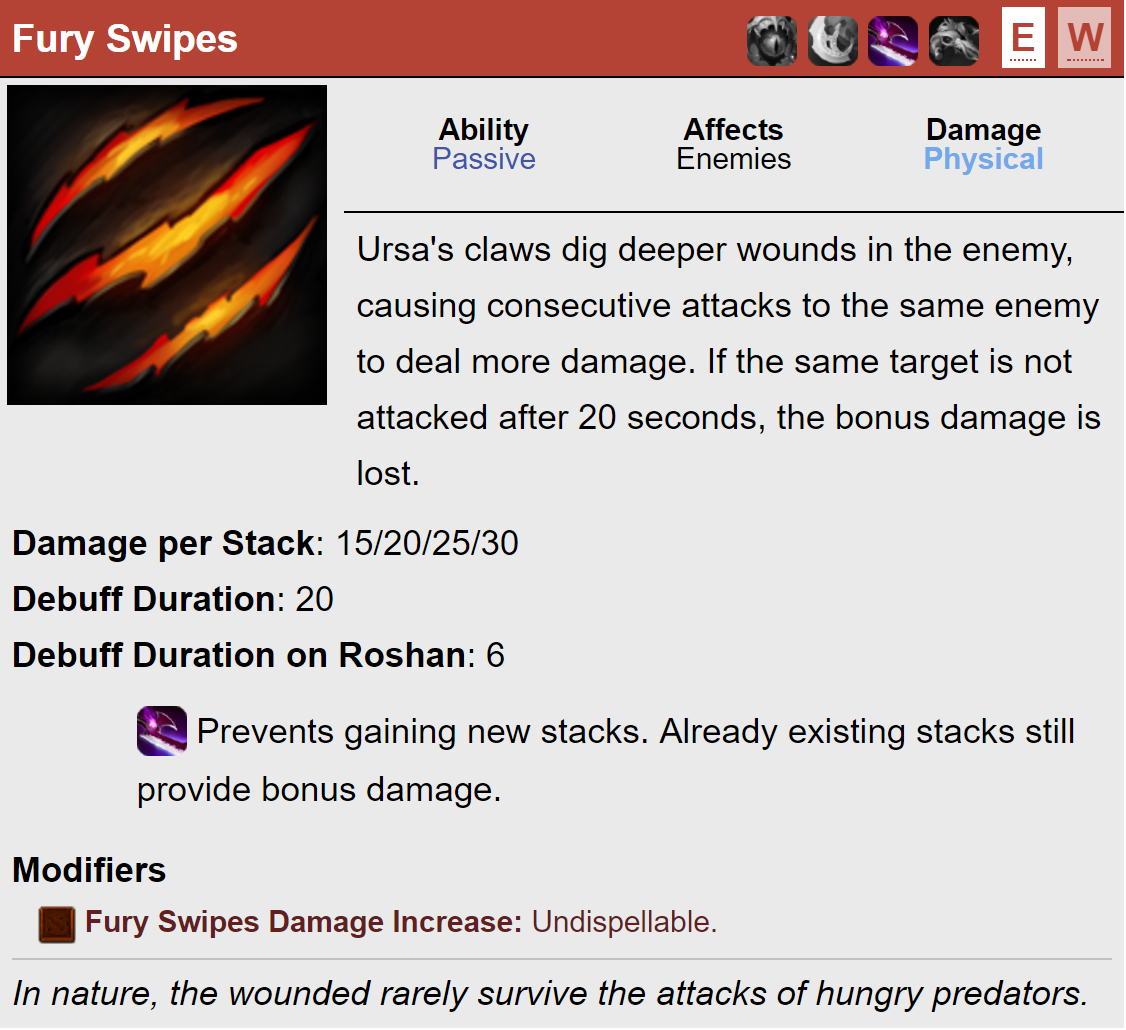 Fury Swipes
E
W
Ability
Passive
Affects
Enemies
Damage
Physical
Ursa's claws dig deeper wounds in the enemy,
causing consecutive attacks to the same enemy
to deal more damage. If the same target is not
attacked after 20 seconds, the bonus damage is
lost.
Damage per Stack: 15/20/25/30
Debuff Duration: 20
Debuff Duration on Roshan: 6
Prevents gaining new stacks. Already existing stacks still
provide bonus damage.
Modifiers
Fury Swipes Damage Increase: Undispellable.
In nature, the wounded rarely survive the attacks of hungry predators.